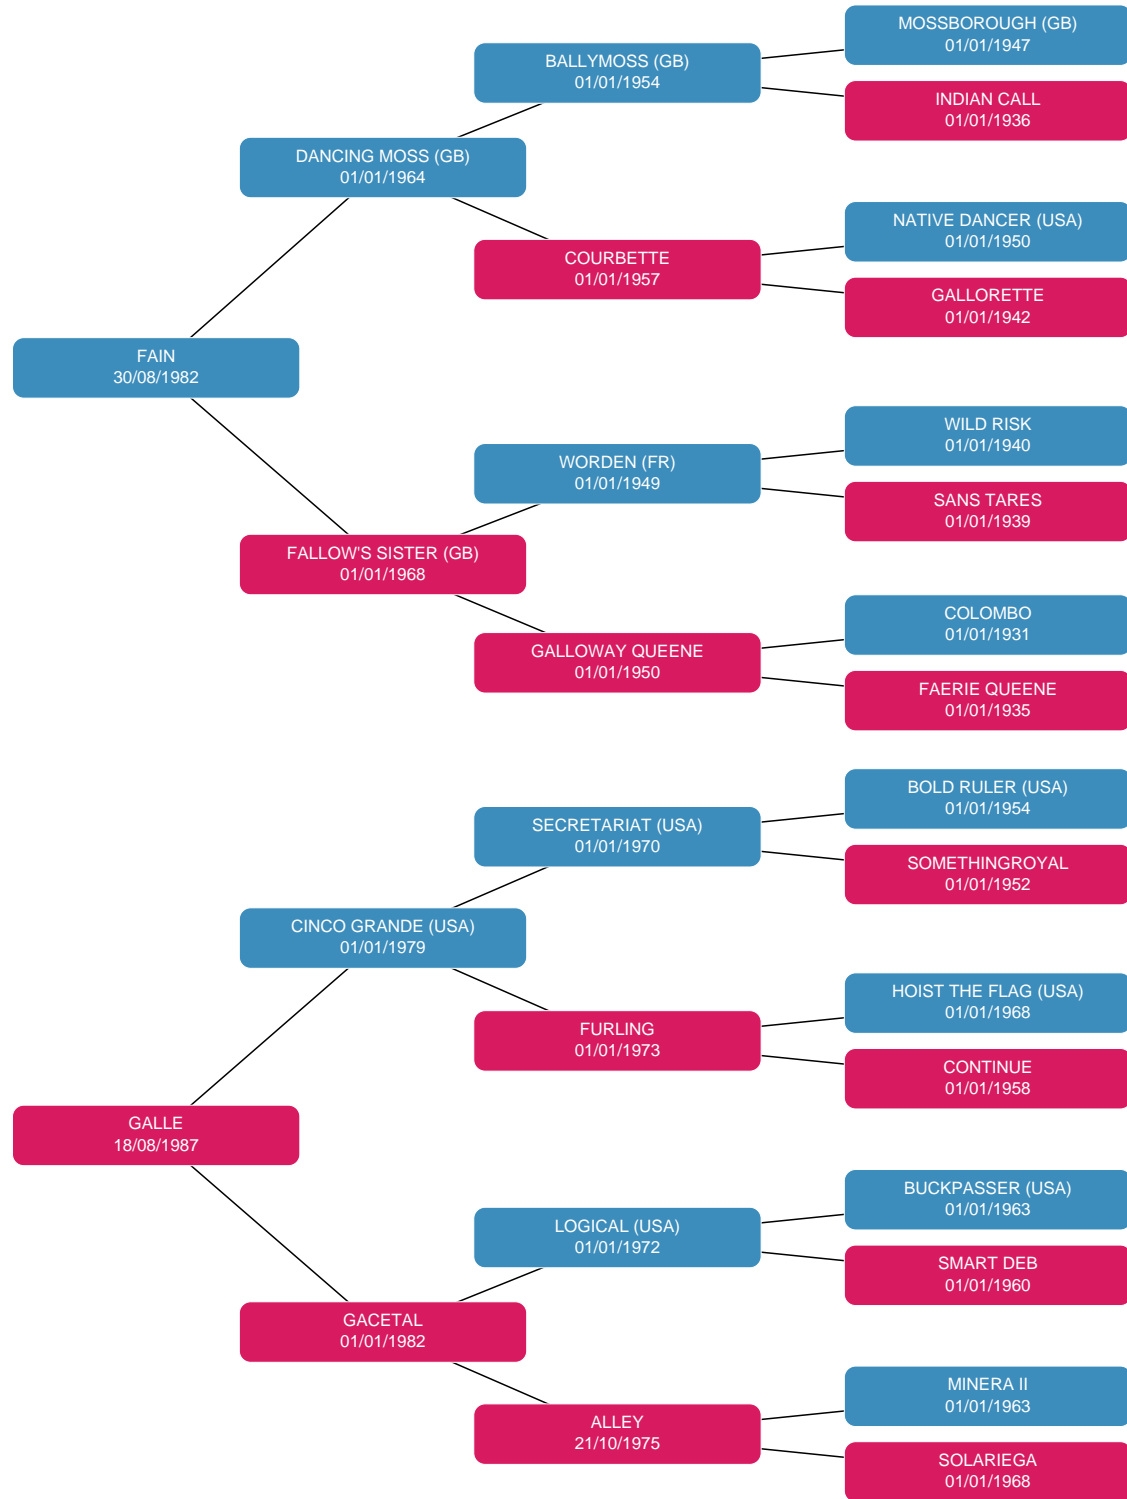 MOSSBOROUGH (GB)
01/01/1947
BALLYMOSS (GB)
01/01/1954
INDIAN CALL
01/01/1936
DANCING MOSS (GB)
01/01/1964
NATIVE DANCER (USA)
01/01/1950
COURBETTE
01/01/1957
GALLORETTE
01/01/1942
FAIN
30/08/1982
WILD RISK
01/01/1940
WORDEN (FR)
01/01/1949
SANS TARES
01/01/1939
FALLOW'S SISTER (GB)
01/01/1968
COLOMBO
01/01/1931
GALLOWAY QUEENE
01/01/1950
FAERIE QUEENE
01/01/1935
BOLD RULER (USA)
01/01/1954
SECRETARIAT (USA)
01/01/1970
SOMETHINGROYAL
01/01/1952
CINCO GRANDE (USA)
01/01/1979
HOIST THE FLAG (USA)
01/01/1968
FURLING
01/01/1973
CONTINUE
01/01/1958
GALLE
18/08/1987
BUCKPASSER (USA)
01/01/1963
LOGICAL (USA)
01/01/1972
SMART DEB
01/01/1960
GACETAL
01/01/1982
MINERA II
01/01/1963
ALLEY
21/10/1975
SOLARIEGA
01/01/1968